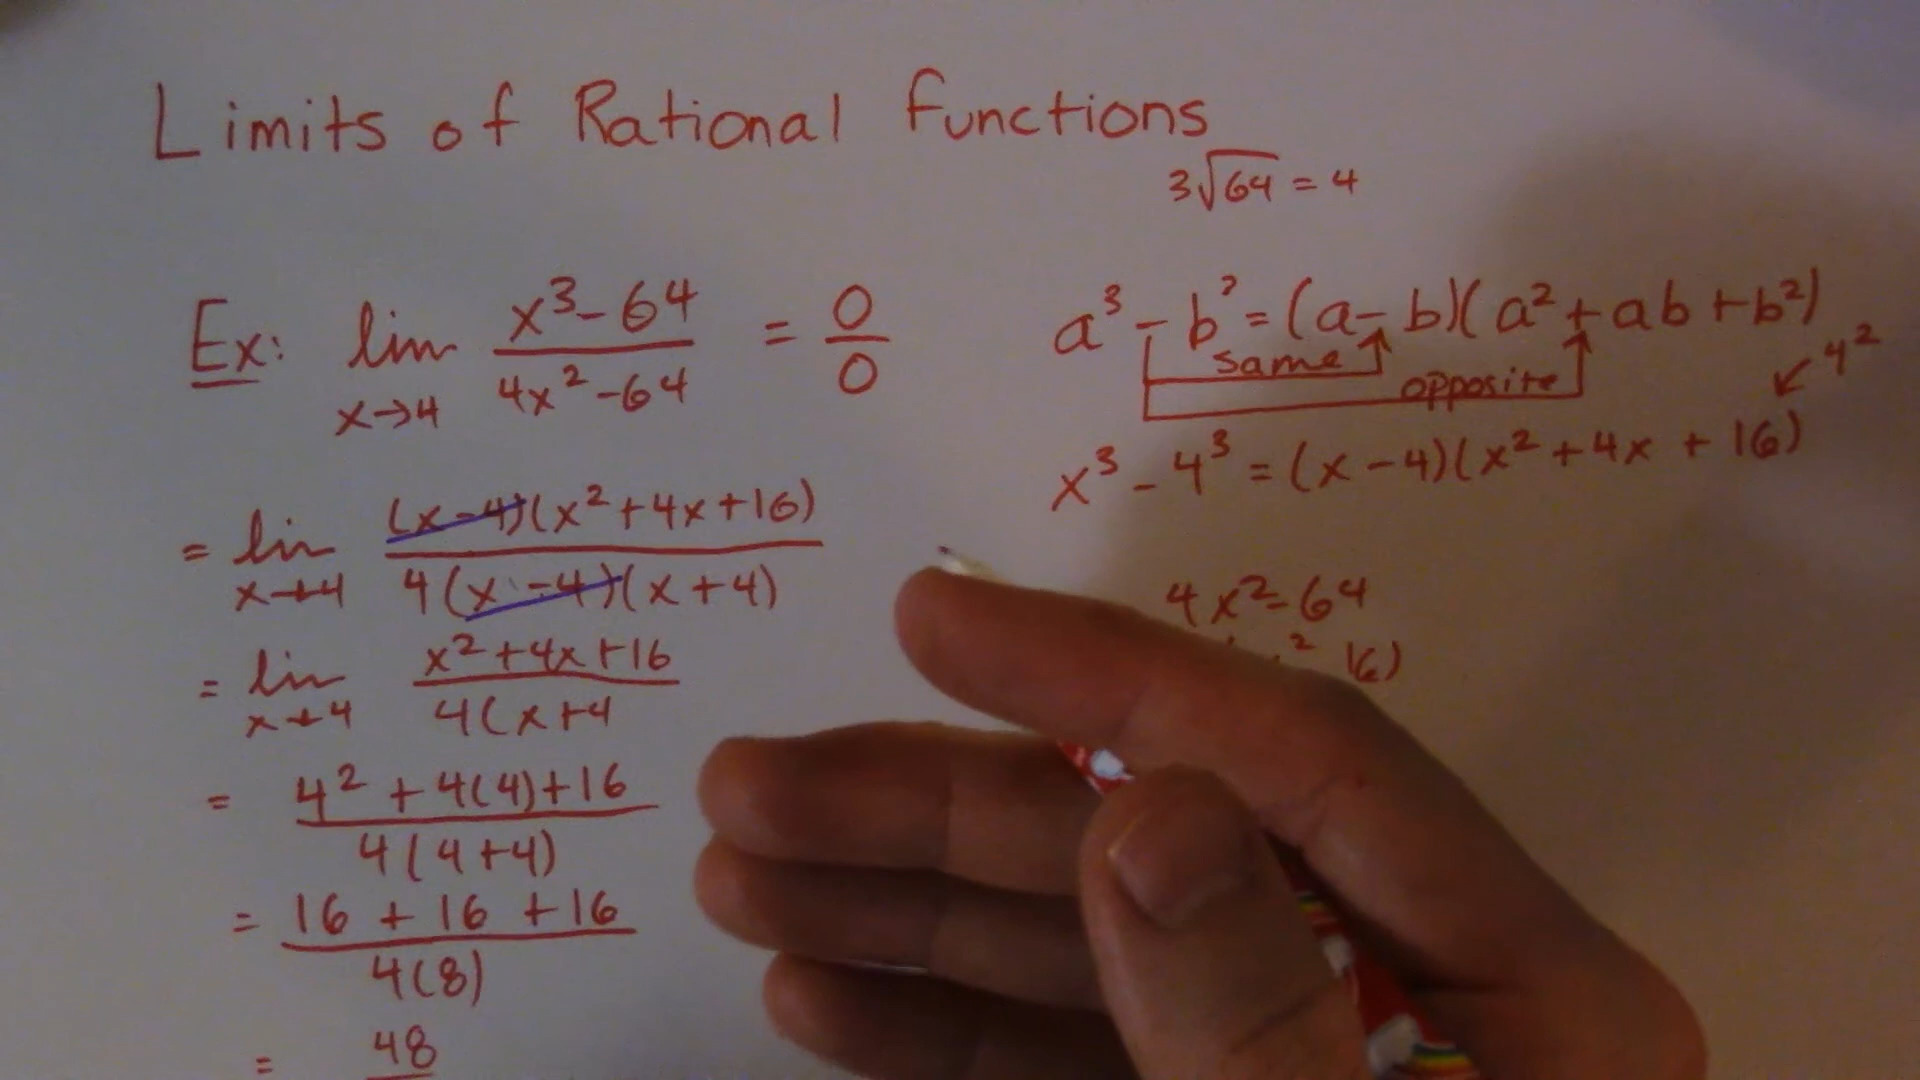 Limits of Rational Functions
3√64 = 4
Ex: lim x→4 x³-64 / 4x²-64 = 0/0
a³ - b³ = (a-b)(a²+ab+b²)
same
opposite
↙ 4²
x³ - 4³ = (x-4)(x²+4x+16)
= lim x→4 (x-4)(x²+4x+16) / 4(x-4)(x+4)
4x²-64
16)
= lim x→4 x²+4x+16 / 4(x+4
= 4²+4(4)+16 / 4(4+4)
= 16+16+16 / 4(8)
= 48